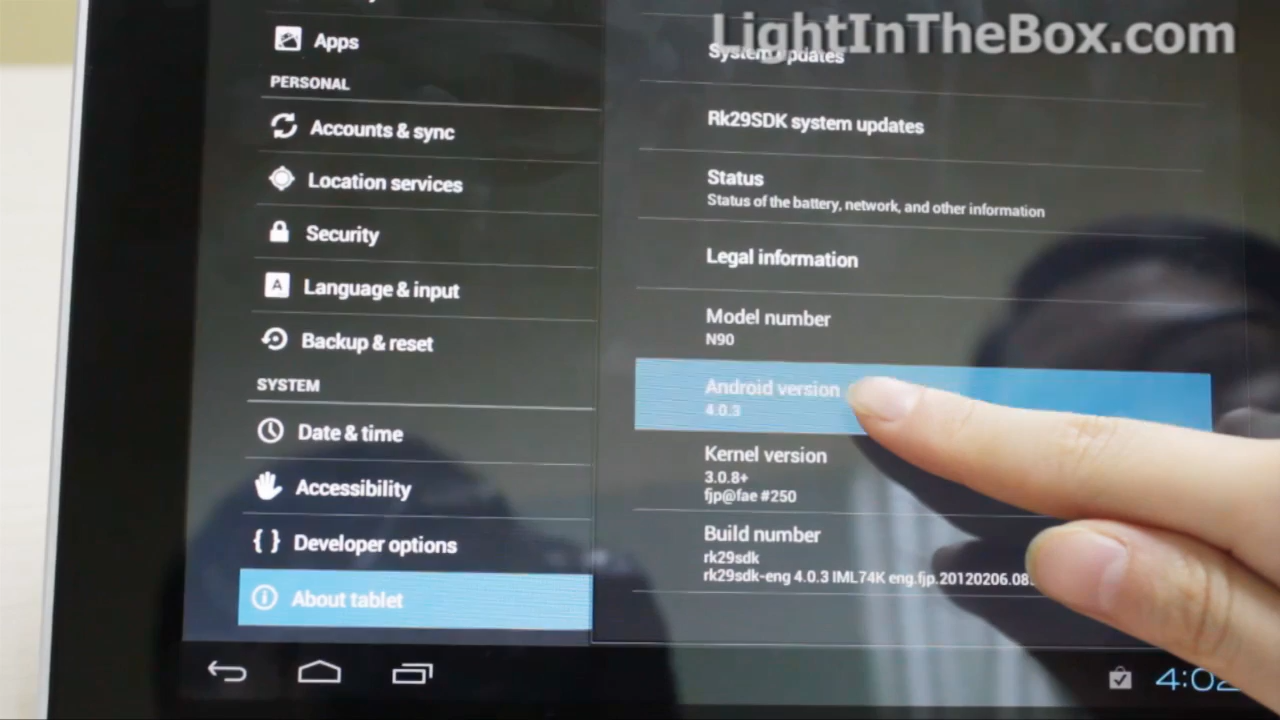 LightInTheBox.com
Apps
PERSONAL
Accounts & sync
Location services
Security
Language & input
Backup & reset
SYSTEM
Date & time
Accessibility
Developer options
About tablet
System updates
Rk29SDK system updates
Status
Status of the battery, network, and other information
Legal information
Model number
N90
Android version
4.0.3
Kernel version
3.0.8+
fjp@fae #250
Build number
rk29sdk
rk29sdk-eng 4.0.3 IML74K eng.fjp.20120206.08
4:02